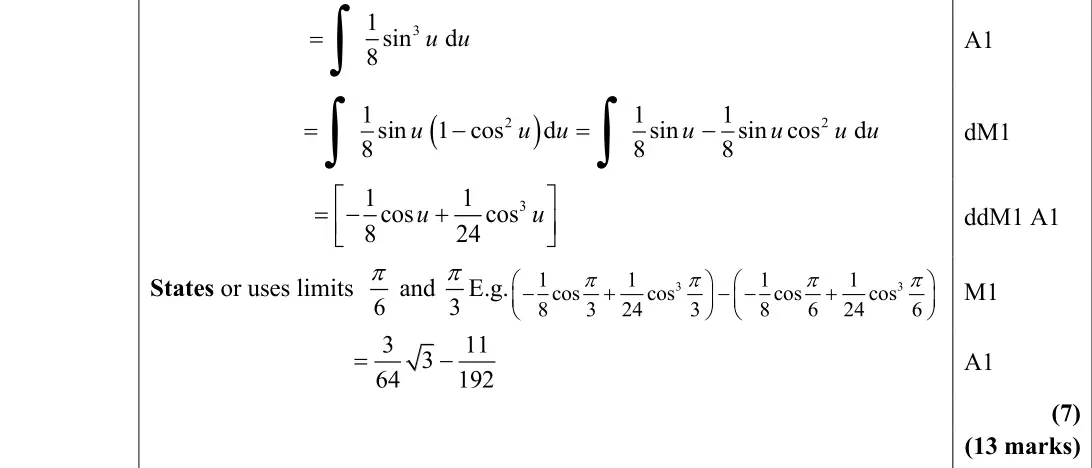 = ∫ 1/8 sin³ u du A1
= ∫ 1/8 sin u (1 − cos² u) du = ∫ 1/8 sin u − 1/8 sin u cos² u du dM1
= [−1/8 cos u + 1/24 cos³ u] ddM1 A1
States or uses limits π/6 and π/3 E.g. (−1/8 cos π/3 + 1/24 cos³ π/3) − (−1/8 cos π/6 + 1/24 cos³ π/6) M1
= 3/64 √3 − 11/192 A1
(7)
(13 marks)